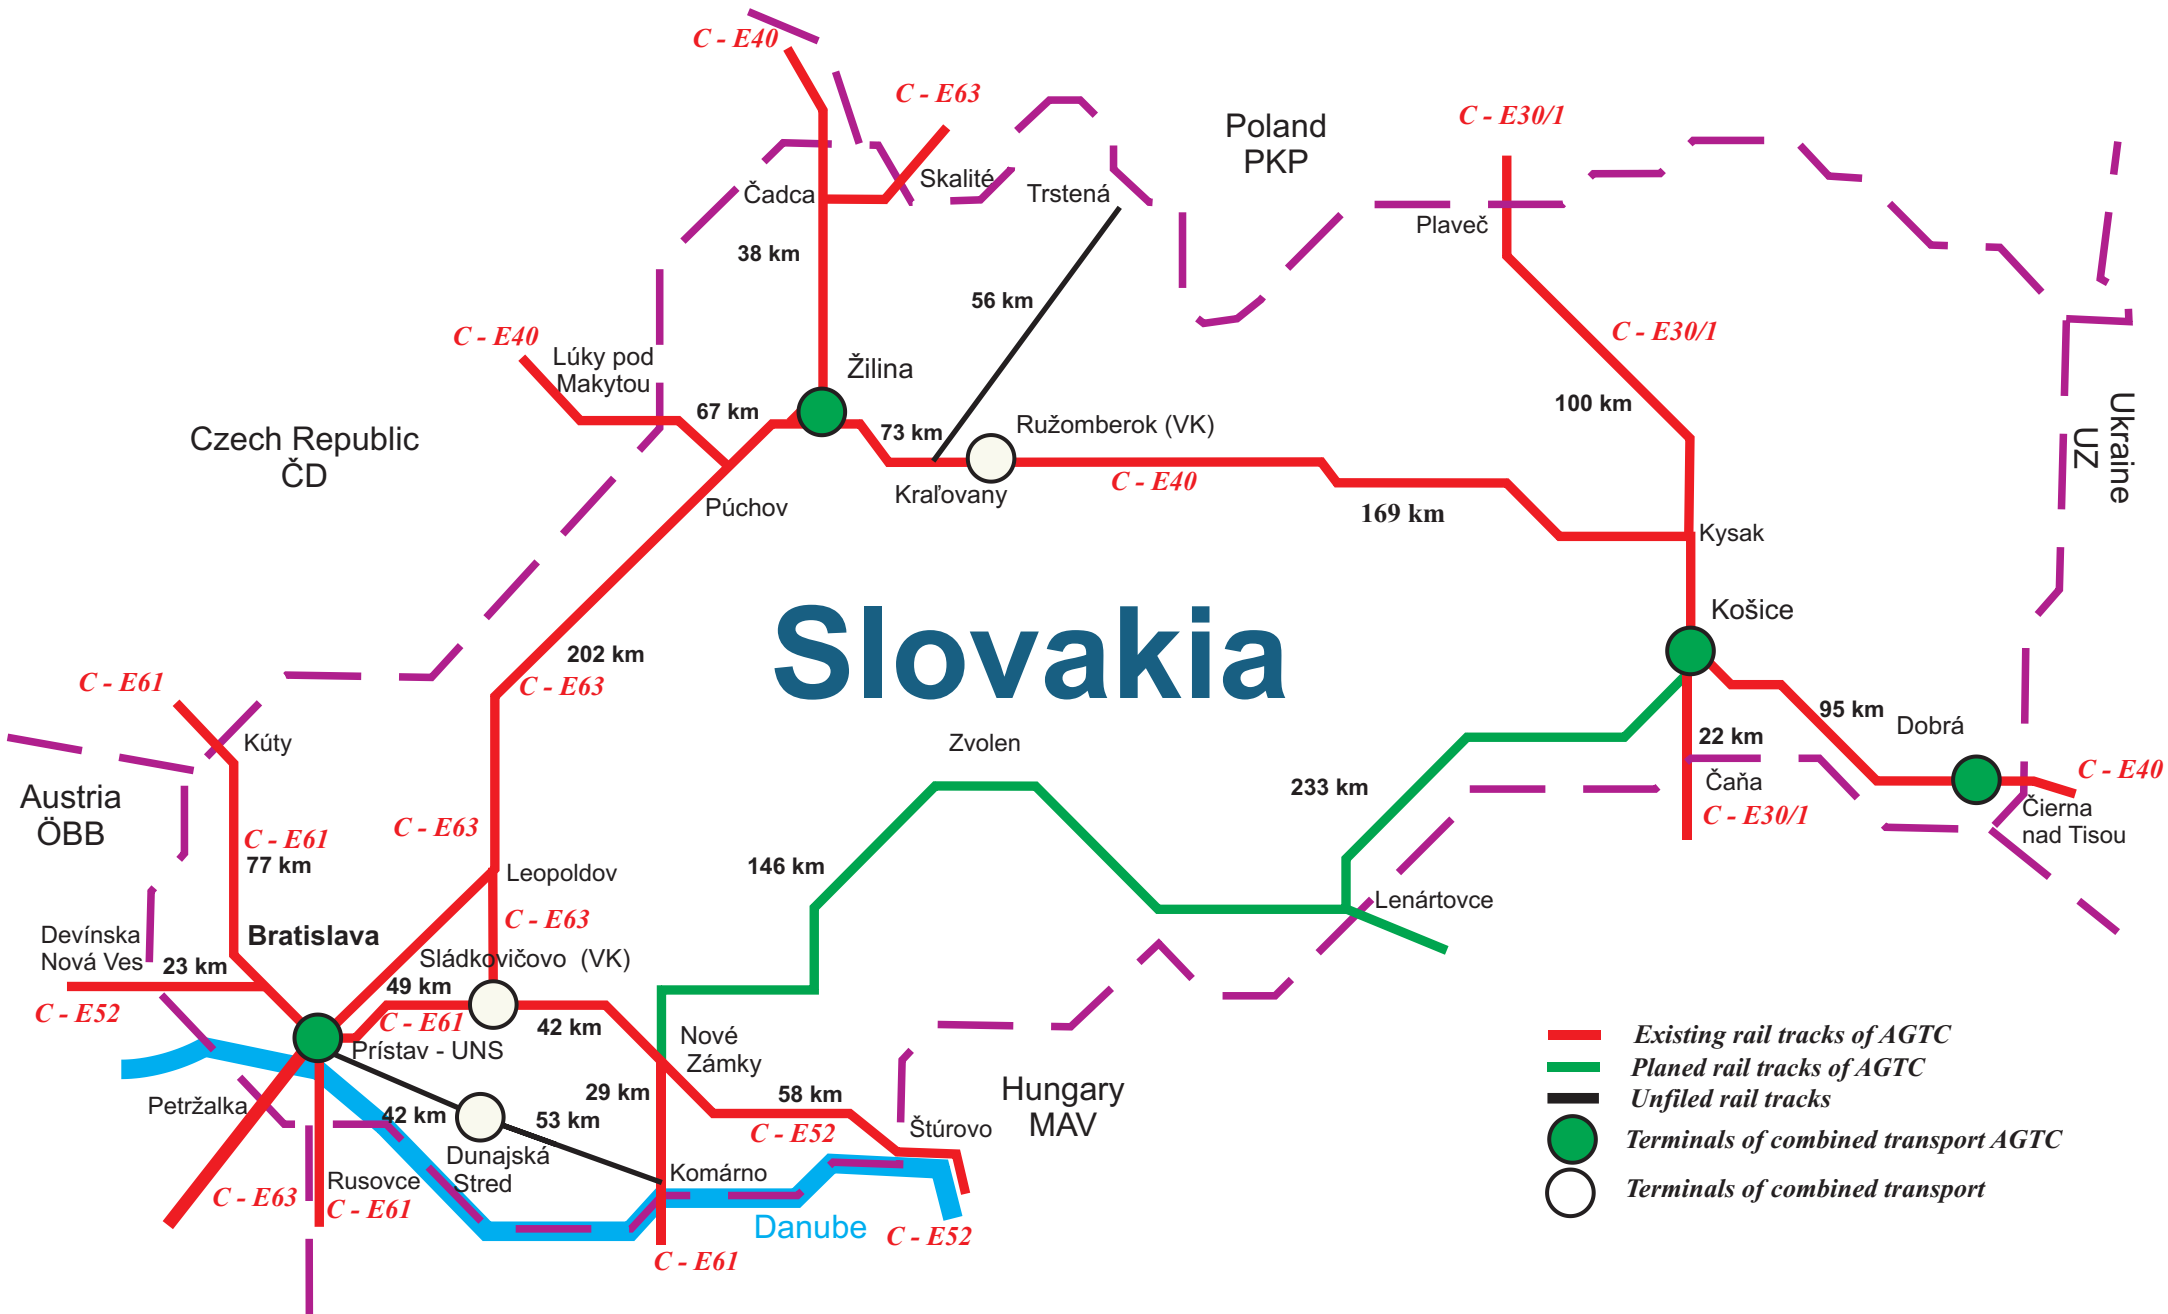 C - E40
C - E63
C - E30/1
Poland
PKP
Skalité
Čadca
Trstená
Plaveč
38 km
56 km
C - E40
C - E30/1
Lúky pod
Makytou
Žilina
67 km
100 km
Ukraine
UZ
Czech Republic
ČD
73 km
Ružomberok (VK)
C - E40
Kraľovany
Púchov
169 km
Kysak
Slovakia
Košice
202 km
C - E63
C - E61
Kúty
Zvolen
95 km
Dobrá
22 km
Čaňa
C - E40
Austria
ÖBB
233 km
C - E30/1
Čierna
nad Tisou
C - E63
C - E61
77 km
146 km
Leopoldov
Lenártovce
C - E63
Devínska
Nová Ves
Bratislava
Sládkovičovo (VK)
23 km
49 km
C - E52
C - E61
42 km
Prístav - UNS
Nové
Zámky
Existing rail tracks of AGTC
Planed rail tracks of AGTC
Unfiled rail tracks
Terminals of combined transport AGTC
Terminals of combined transport
Hungary
MAV
29 km
58 km
Petržalka
42 km
53 km
C - E52
Štúrovo
Dunajská
Stred
Komárno
Rusovce
C - E63
C - E61
Danube
C - E52
C - E61